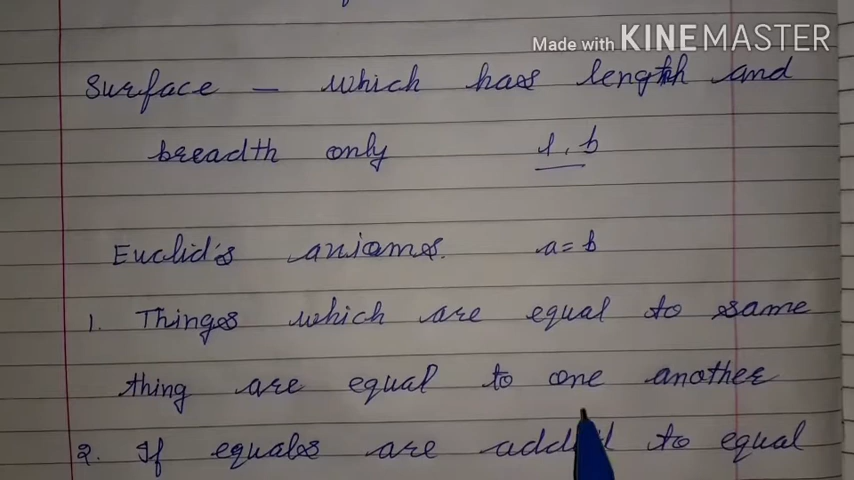 Made with KINEMASTER
Surface - which has length and
breadth only l, b
Euclid's axiomes. a = b
1. Things which are equal to same
thing are equal to one another
2. If equals are added to equal